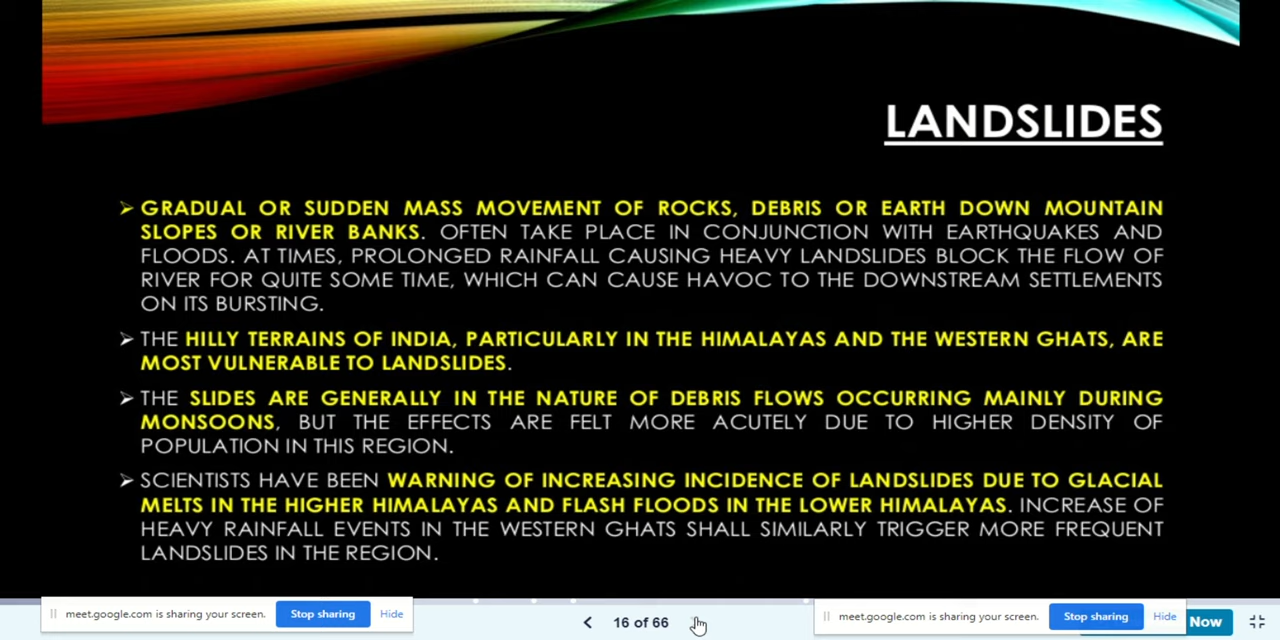 LANDSLIDES
➢ GRADUAL OR SUDDEN MASS MOVEMENT OF ROCKS, DEBRIS OR EARTH DOWN MOUNTAIN
SLOPES OR RIVER BANKS. OFTEN TAKE PLACE IN CONJUNCTION WITH EARTHQUAKES AND
FLOODS. AT TIMES, PROLONGED RAINFALL CAUSING HEAVY LANDSLIDES BLOCK THE FLOW OF
RIVER FOR QUITE SOME TIME, WHICH CAN CAUSE HAVOC TO THE DOWNSTREAM SETTLEMENTS
ON ITS BURSTING.
➢ THE HILLY TERRAINS OF INDIA, PARTICULARLY IN THE HIMALAYAS AND THE WESTERN GHATS, ARE
MOST VULNERABLE TO LANDSLIDES.
➢ THE SLIDES ARE GENERALLY IN THE NATURE OF DEBRIS FLOWS OCCURRING MAINLY DURING
MONSOONS, BUT THE EFFECTS ARE FELT MORE ACUTELY DUE TO HIGHER DENSITY OF
POPULATION IN THIS REGION.
➢ SCIENTISTS HAVE BEEN WARNING OF INCREASING INCIDENCE OF LANDSLIDES DUE TO GLACIAL
MELTS IN THE HIGHER HIMALAYAS AND FLASH FLOODS IN THE LOWER HIMALAYAS. INCREASE OF
HEAVY RAINFALL EVENTS IN THE WESTERN GHATS SHALL SIMILARLY TRIGGER MORE FREQUENT
LANDSLIDES IN THE REGION.
meet.google.com is sharing your screen. Stop sharing Hide
16 of 66
meet.google.com is sharing your screen. Stop sharing Hide
Now